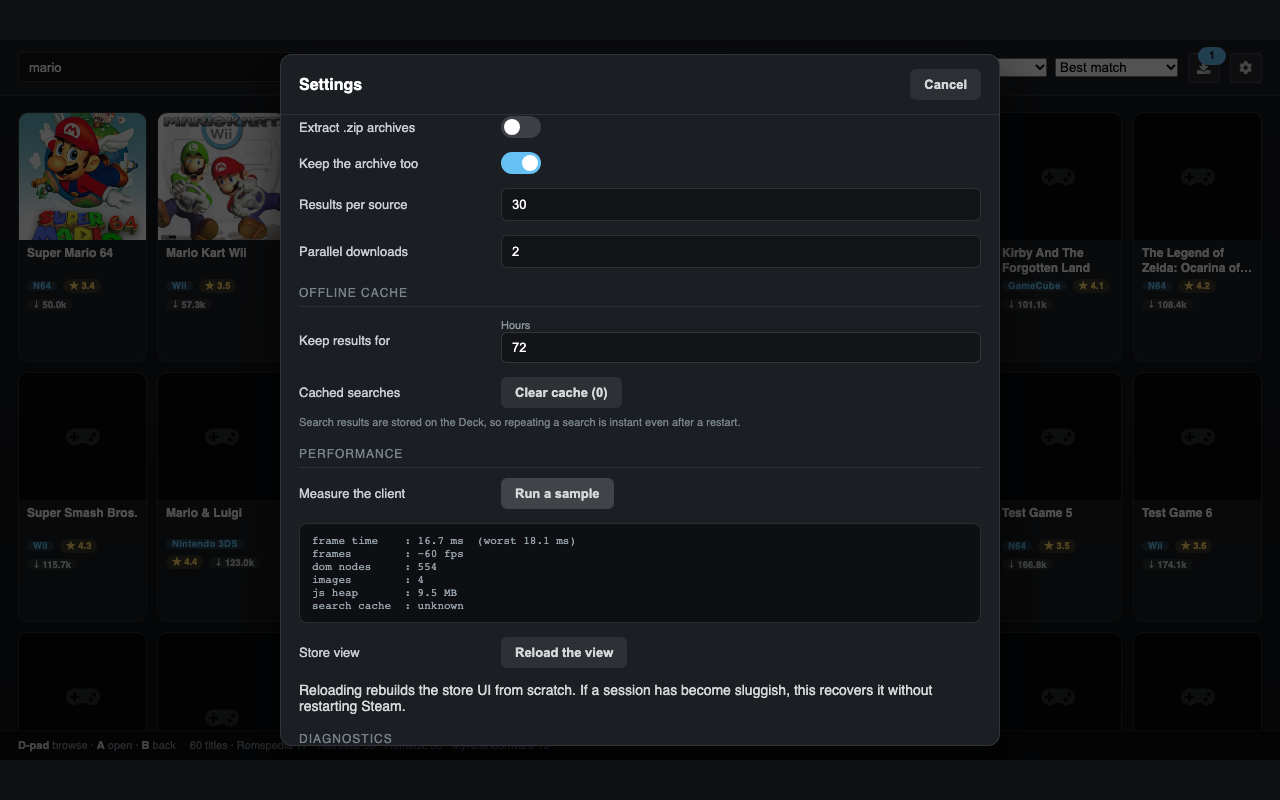 mario
Best match
1
Settings
Cancel
Extract .zip archives
Keep the archive too
Results per source
30
Parallel downloads
2
OFFLINE CACHE
Hours
Keep results for
72
Cached searches
Clear cache (0)
Search results are stored on the Deck, so repeating a search is instant even after a restart.
PERFORMANCE
Measure the client
Run a sample
frame time : 16.7 ms (worst 18.1 ms)
frames : ~60 fps
dom nodes : 554
images : 4
js heap : 9.5 MB
search cache : unknown
Store view
Reload the view
Reloading rebuilds the store UI from scratch. If a session has become sluggish, this recovers it without
restarting Steam.
DIAGNOSTICS
SUPER
MARIO 64
Super Mario 64
N64 ★ 3.4
↓ 50.0k
MARIOKART
Wii
Mario Kart Wii
Wii ★ 3.5
↓ 57.3k
Kirby And The
Forgotten Land
GameCube ★ 4.1
↓ 101.1k
The Legend of
Zelda: Ocarina of...
N64 ★ 4.2
↓ 108.4k
Super Smash Bros.
Wii ★ 4.3
↓ 115.7k
Mario & Luigi
Nintendo 3DS
★ 4.4 ↓ 123.0k
Test Game 5
N64 ★ 3.5
↓ 166.8k
Test Game 6
Wii ★ 3.6
↓ 174.1k
D-pad browse · A open · B back 60 titles · Romspedia